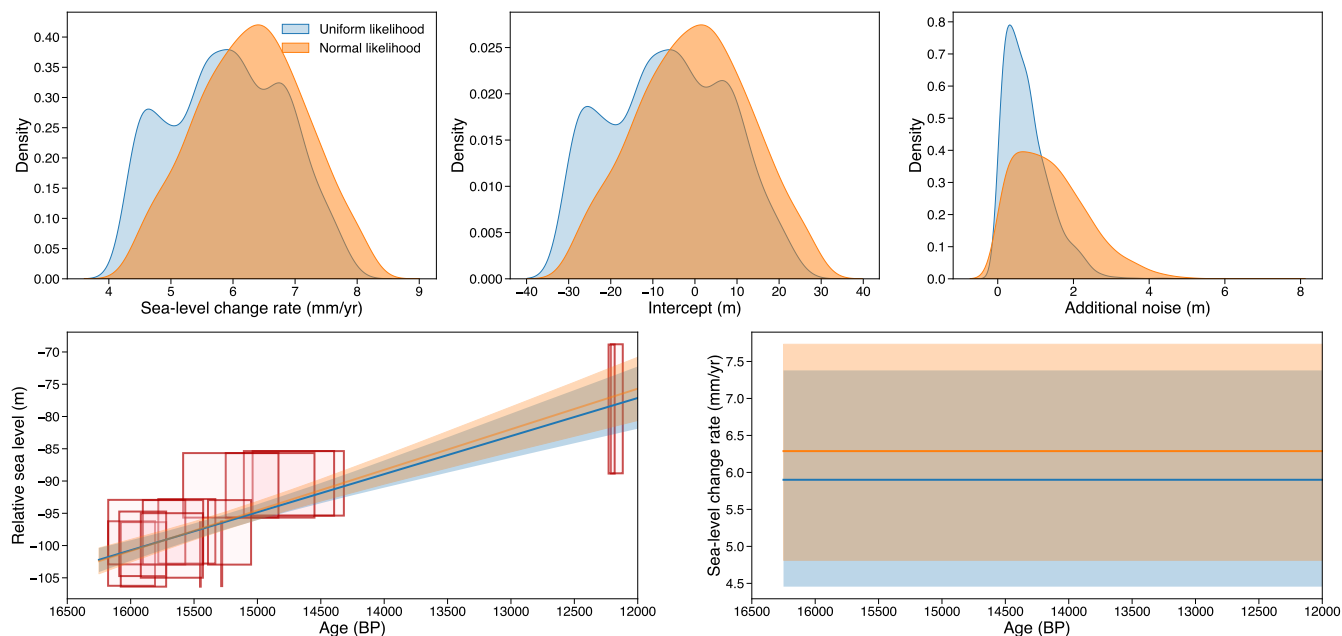 Density
0.40
0.35
0.30
0.25
0.20
0.15
0.10
0.05
0.00
4 5 6 7 8 9
Sea-level change rate (mm/yr)
Uniform likelihood
Normal likelihood
Density
0.025
0.020
0.015
0.010
0.005
0.000
−40 −30 −20 −10 0 10 20 30 40
Intercept (m)
Density
0.8
0.7
0.6
0.5
0.4
0.3
0.2
0.1
0.0
0 2 4 6 8
Additional noise (m)
Relative sea level (m)
−70
−75
−80
−85
−90
−95
−100
−105
16500 16000 15000 14000 13500 13000 12500 12000
Age (BP)
Sea-level change rate (mm/yr)
7.5
7.0
6.5
6.0
5.5
5.0
4.5
16500 16000 15000 14000 13500 13000 12500 12000
Age (BP)